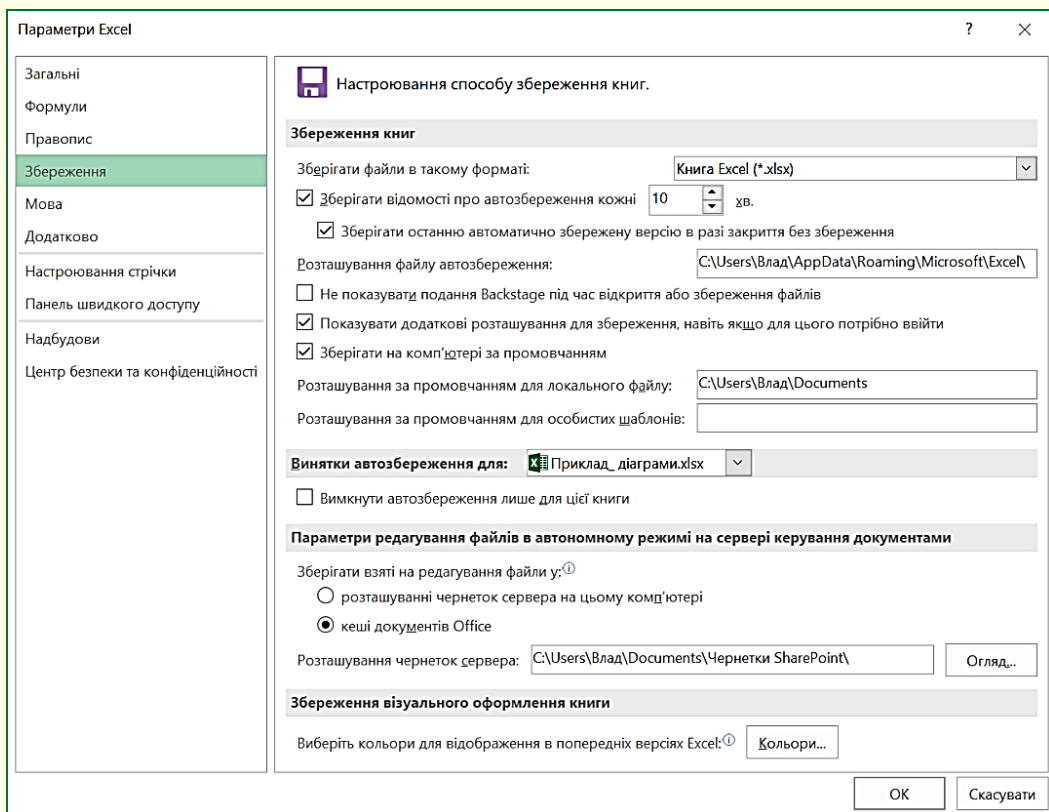 Параметри Excel
?
Загальні
Формули
Правопис
Збереження
Мова
Додатково
Настроювання стрічки
Панель швидкого доступу
Надбудови
Центр безпеки та конфіденційності
Настроювання способу збереження книг.
Збереження книг
Зберігати файли в такому форматі: Книга Excel (*.xlsx)
Зберігати відомості про автозбереження кожні 10 хв.
Зберігати останню автоматично збережену версію в разі закриття без збереження
Розташування файлу автозбереження: C:\Users\Влад\AppData\Roaming\Microsoft\Excel\
Не показувати подання Backstage під час відкриття або збереження файлів
Показувати додаткові розташування для збереження, навіть якщо для цього потрібно ввійти
Зберігати на комп’ютері за промовчанням
Розташування за промовчанням для локального файлу: C:\Users\Влад\Documents
Розташування за промовчанням для особистих шаблонів:
Винятки автозбереження для: Приклад_ діаграми.xlsx
Вимкнути автозбереження лише для цієї книги
Параметри редагування файлів в автономному режимі на сервері керування документами
Зберігати взяті на редагування файли у:
розташуванні чернеток сервера на цьому комп’ютері
кеші документів Office
Розташування чернеток сервера: C:\Users\Влад\Documents\Чернетки SharePoint\ Огляд...
Збереження візуального оформлення книги
Виберіть кольори для відображення в попередніх версіях Excel: Кольори...
ОК Скасувати